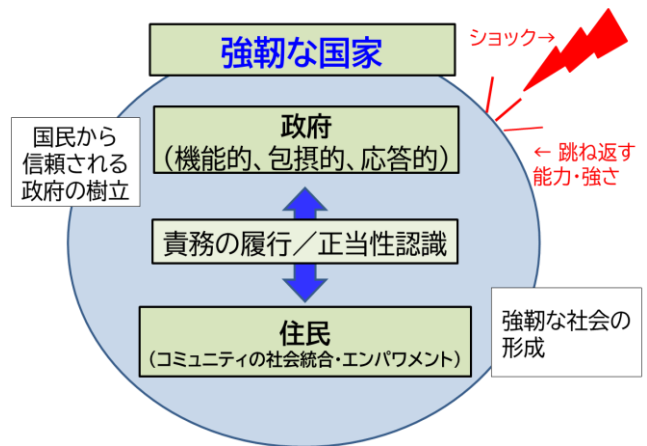 強靭な国家
ショック→
政府
（機能的、包摂的、応答的）
国民から
信頼される
政府の樹立
← 跳ね返す
能力・強さ
責務の履行／正当性認識
住民
（コミュニティの社会統合・エンパワメント）
強靭な社会の
形成